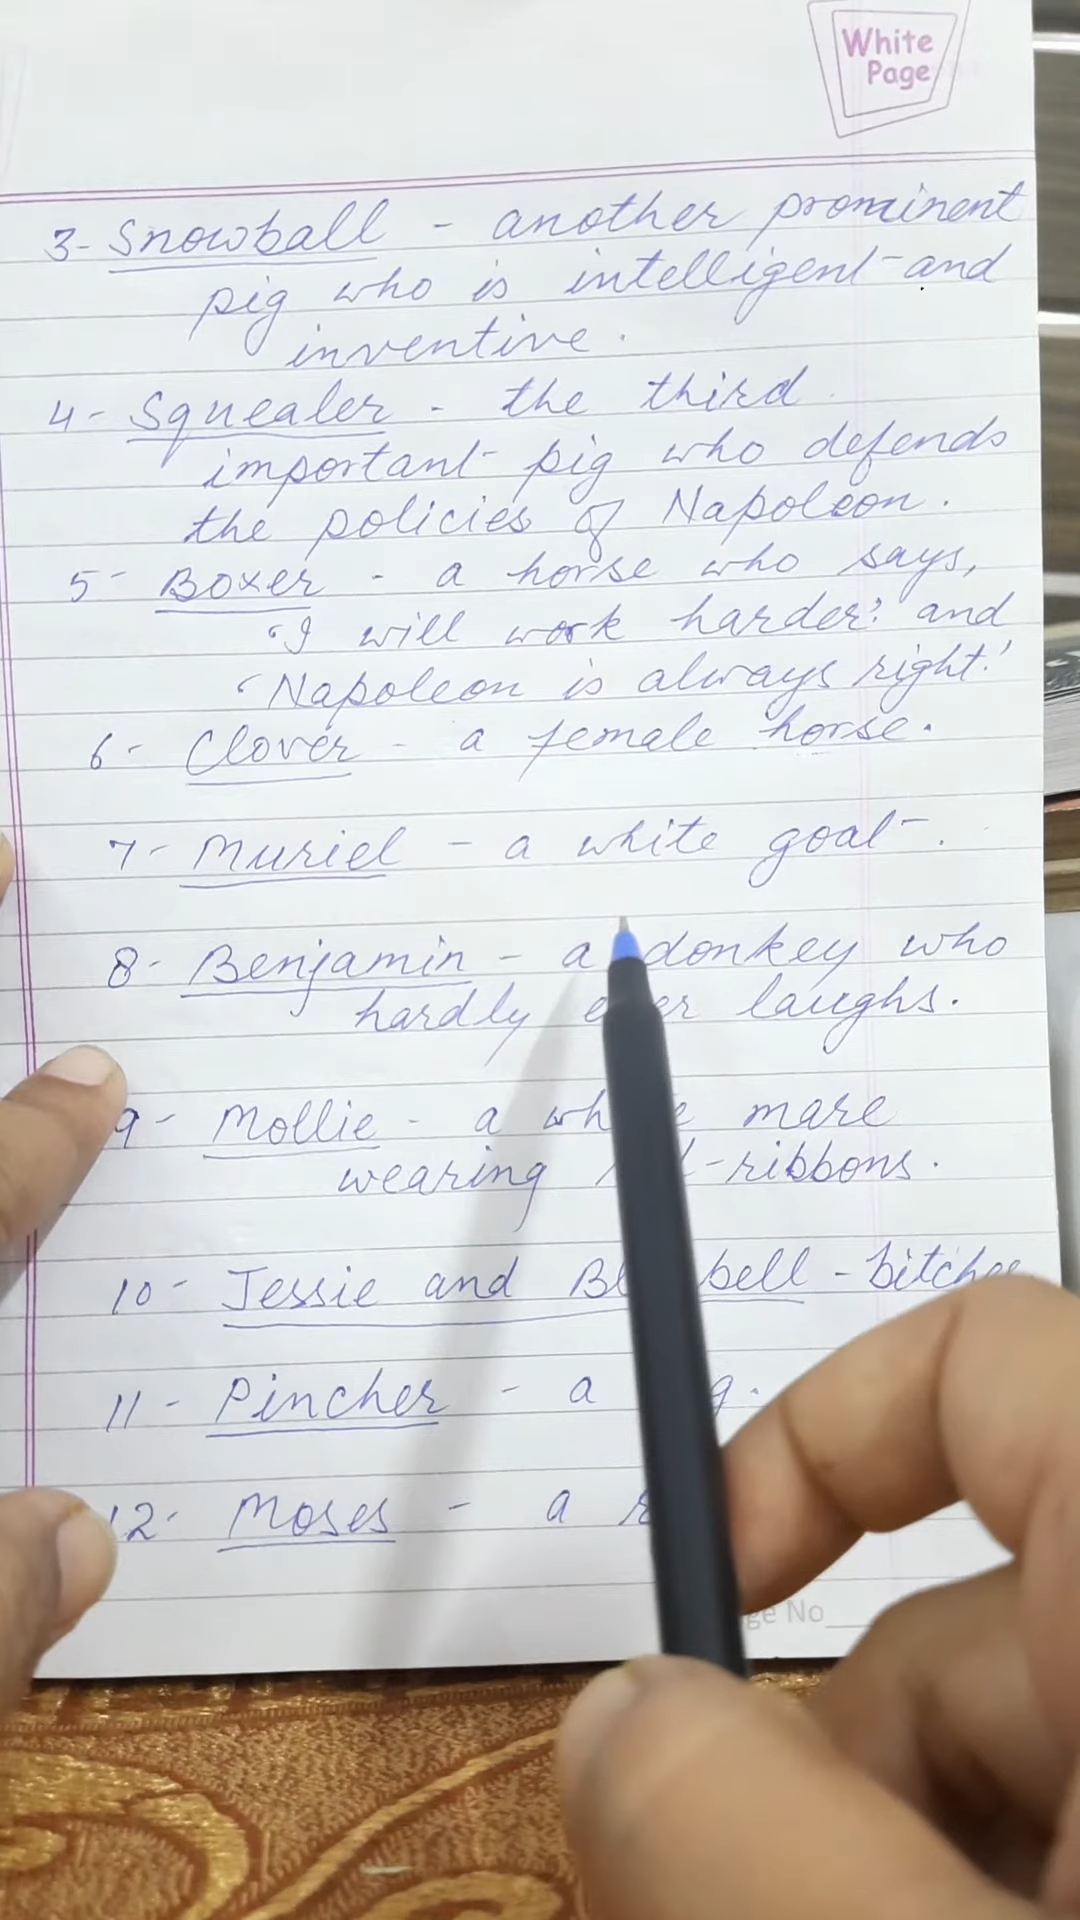 White
Page
3- Snowball - another prominent
pig who is intelligent and
inventive.
4- Squealer - the third
important pig who defends
the policies of Napoleon.
5- Boxer - a horse who says,
'I will work harder' and
'Napoleon is always right.'
6- Clover - a female horse.
7- Muriel - a white goat.
8- Benjamin - a donkey who
hardly ever laughs.
9- Mollie - a mare
wearing ribbons.
10- Jessie and -
11- Pincher - a
12- Moses - a
No